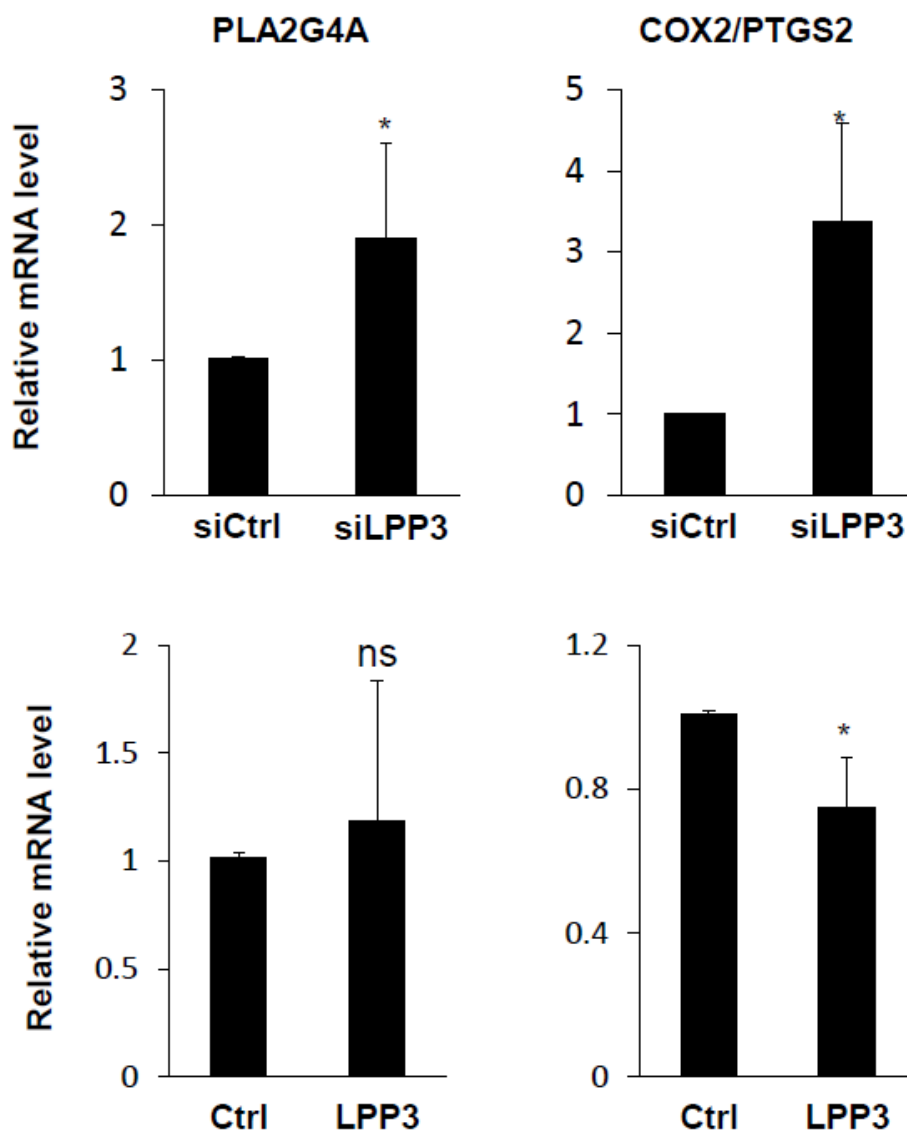 PLA2G4A
COX2/PTGS2
Relative mRNA level
3
2
1
0
*
siCtrl siLPP3
5
4
3
2
1
0
*
siCtrl siLPP3
Relative mRNA level
2
1.5
1
0.5
0
ns
Ctrl LPP3
1.2
0.8
0.4
0
*
Ctrl LPP3